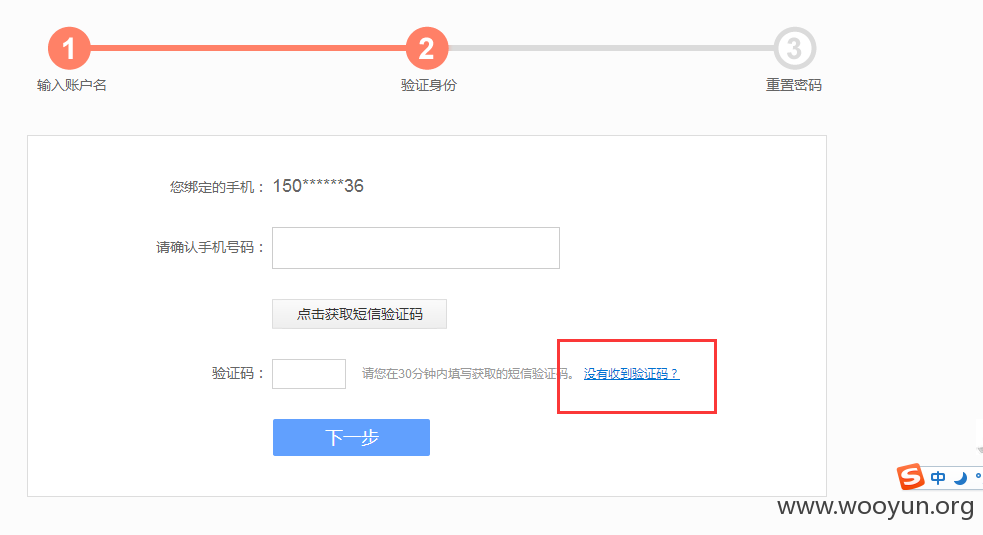 1 2 3
输入账户名 验证身份 重置密码
您绑定的手机： 150******36
请确认手机号码：
点击获取短信验证码
验证码： 请您在30分钟内填写获取的短信验证码。 没有收到验证码？
下一步
S 中
www.wooyun.org